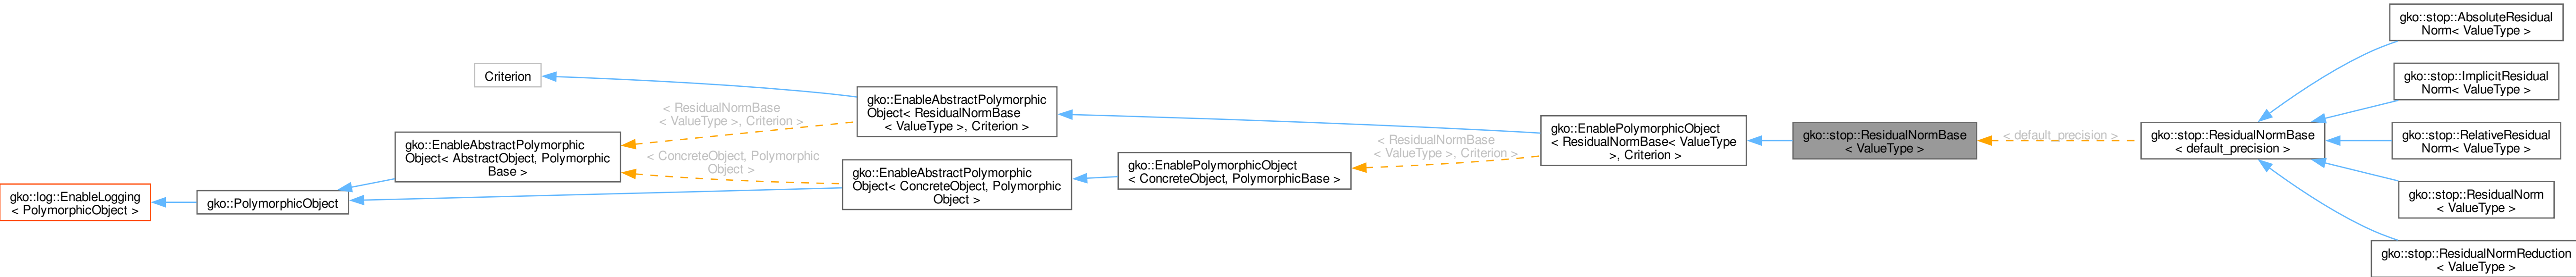 gko::log::EnableLogging
< PolymorphicObject >
gko::PolymorphicObject
Criterion
gko::EnableAbstractPolymorphic
Object< AbstractObject, Polymorphic
Base >
< ResidualNormBase
< ValueType >, Criterion >
< ConcreteObject, Polymorphic
Object >
gko::EnableAbstractPolymorphic
Object< ResidualNormBase
< ValueType >, Criterion >
gko::EnableAbstractPolymorphic
Object< ConcreteObject, Polymorphic
Object >
gko::EnablePolymorphicObject
< ConcreteObject, PolymorphicBase >
< ResidualNormBase
< ValueType >, Criterion >
gko::EnablePolymorphicObject
< ResidualNormBase< ValueType
>, Criterion >
gko::stop::ResidualNormBase
< ValueType >
< default_precision >
gko::stop::ResidualNormBase
< default_precision >
gko::stop::AbsoluteResidual
Norm< ValueType >
gko::stop::ImplicitResidual
Norm< ValueType >
gko::stop::RelativeResidual
Norm< ValueType >
gko::stop::ResidualNorm
< ValueType >
gko::stop::ResidualNormReduction
< ValueType >